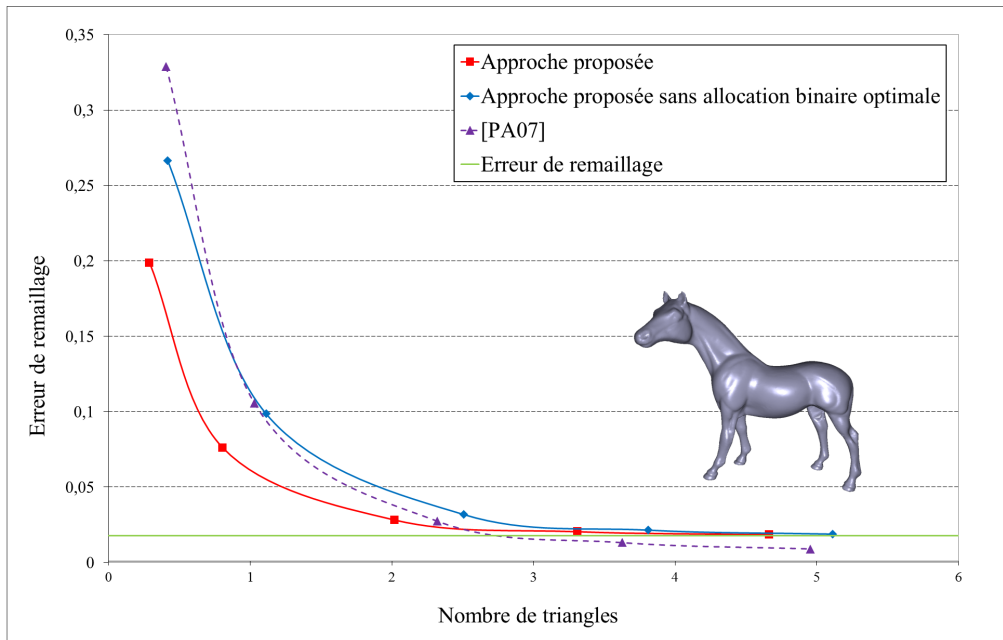 0,35
0,3
0,25
0,2
0,15
0,1
0,05
0
0 1 2 3 4 5 6
Erreur de remaillage
Nombre de triangles
Approche proposée
Approche proposée sans allocation binaire optimale
[PA07]
Erreur de remaillage